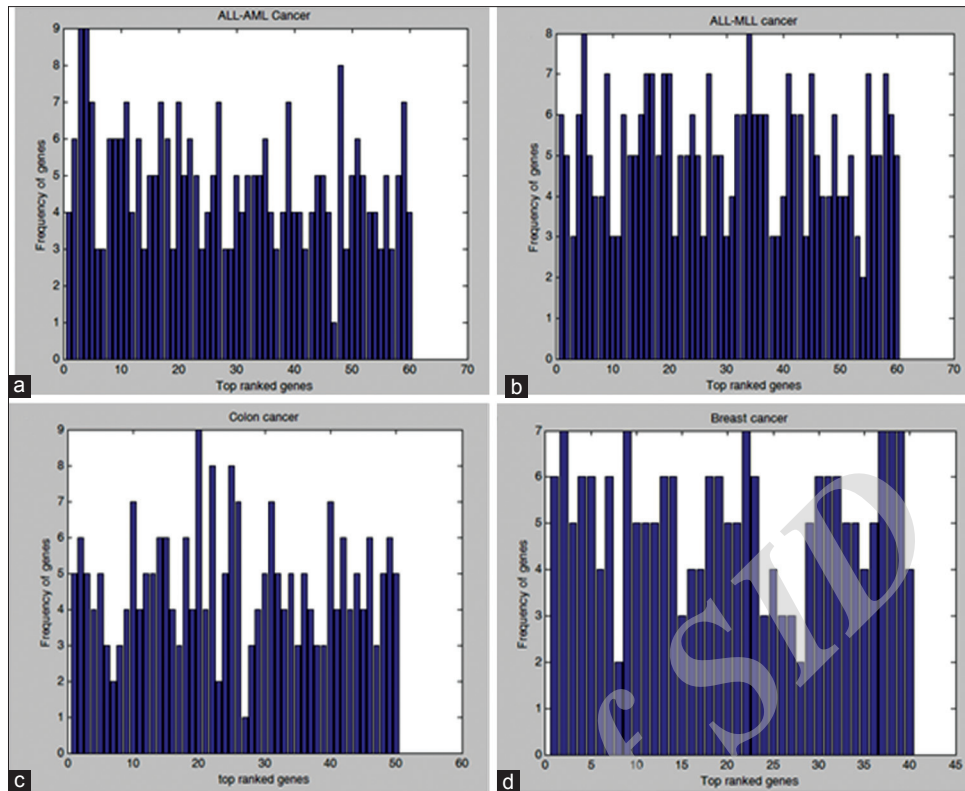 ALL-AML Cancer
9
8
7
6
5
4
3
2
1
0
Frequency of genes
0 10 20 30 40 50 60 70
Top ranked genes
a
ALL-MLL cancer
8
7
6
5
4
3
2
1
0
Frequency of genes
0 10 20 30 40 50 60 70
Top ranked genes
b
Colon cancer
9
8
7
6
5
4
3
2
1
0
Frequency of genes
0 10 20 30 40 50 60
top ranked genes
c
Breast cancer
7
6
5
4
3
2
1
0
Frequency of genes
0 5 10 15 20 25 30 35 40 45
Top ranked genes
d
f SID